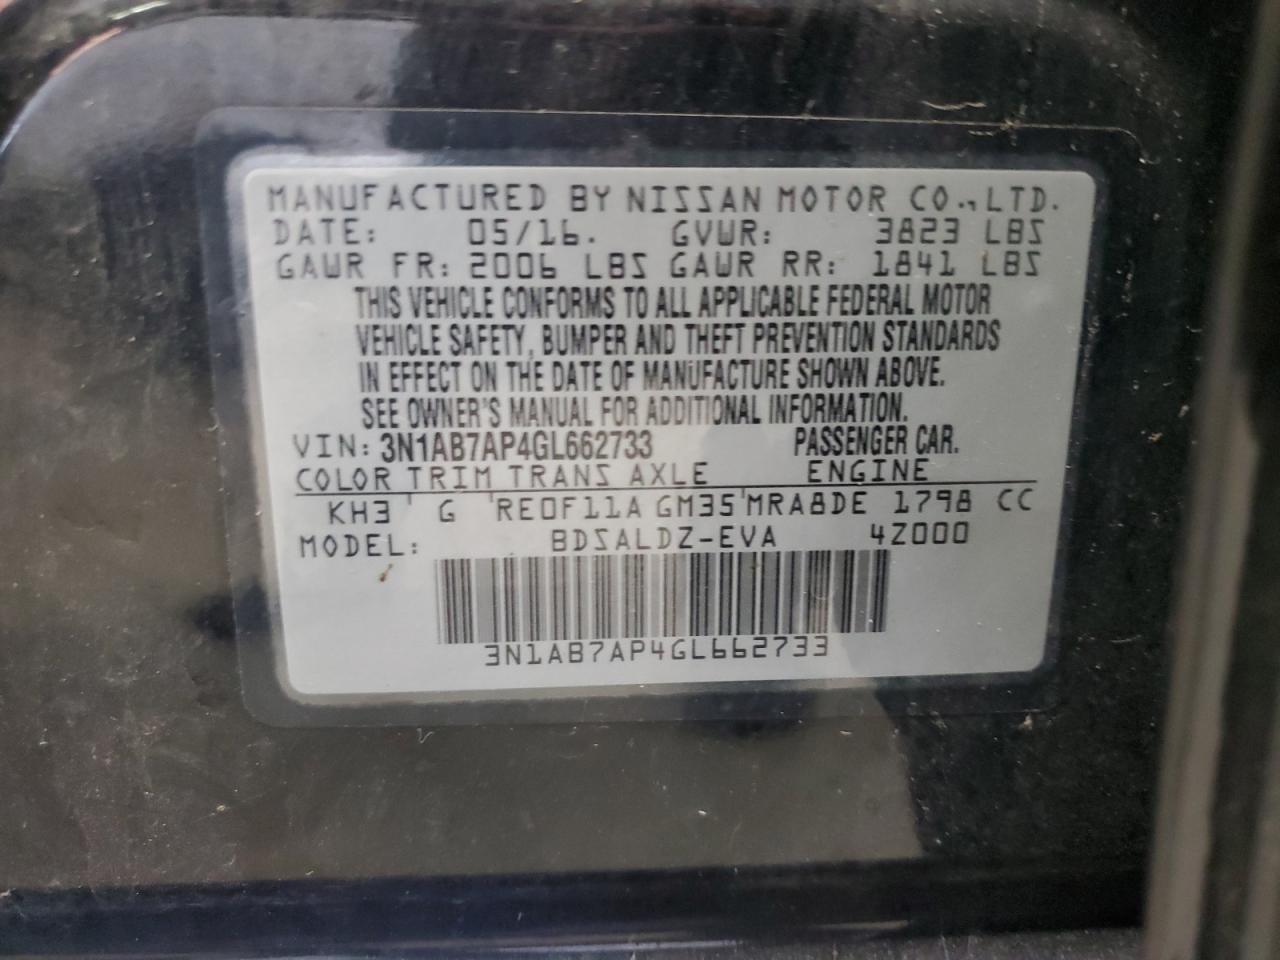 MANUFACTURED BY NISSAN MOTOR CO., LTD.
DATE: 05/16. GVWR: 3823 LBS
GAWR FR: 2006 LBS GAWR RR: 1841 LBS
THIS VEHICLE CONFORMS TO ALL APPLICABLE FEDERAL MOTOR
VEHICLE SAFETY, BUMPER AND THEFT PREVENTION STANDARDS
IN EFFECT ON THE DATE OF MANUFACTURE SHOWN ABOVE.
SEE OWNER'S MANUAL FOR ADDITIONAL INFORMATION.
VIN: 3N1AB7AP4GL662733 PASSENGER CAR.
COLOR TRIM TRANS AXLE ENGINE
KH3 G RE0F11A GM35 MRA8DE 1798 CC
MODEL: BDSALDZ-EVA 4Z000
3N1AB7AP4GL662733